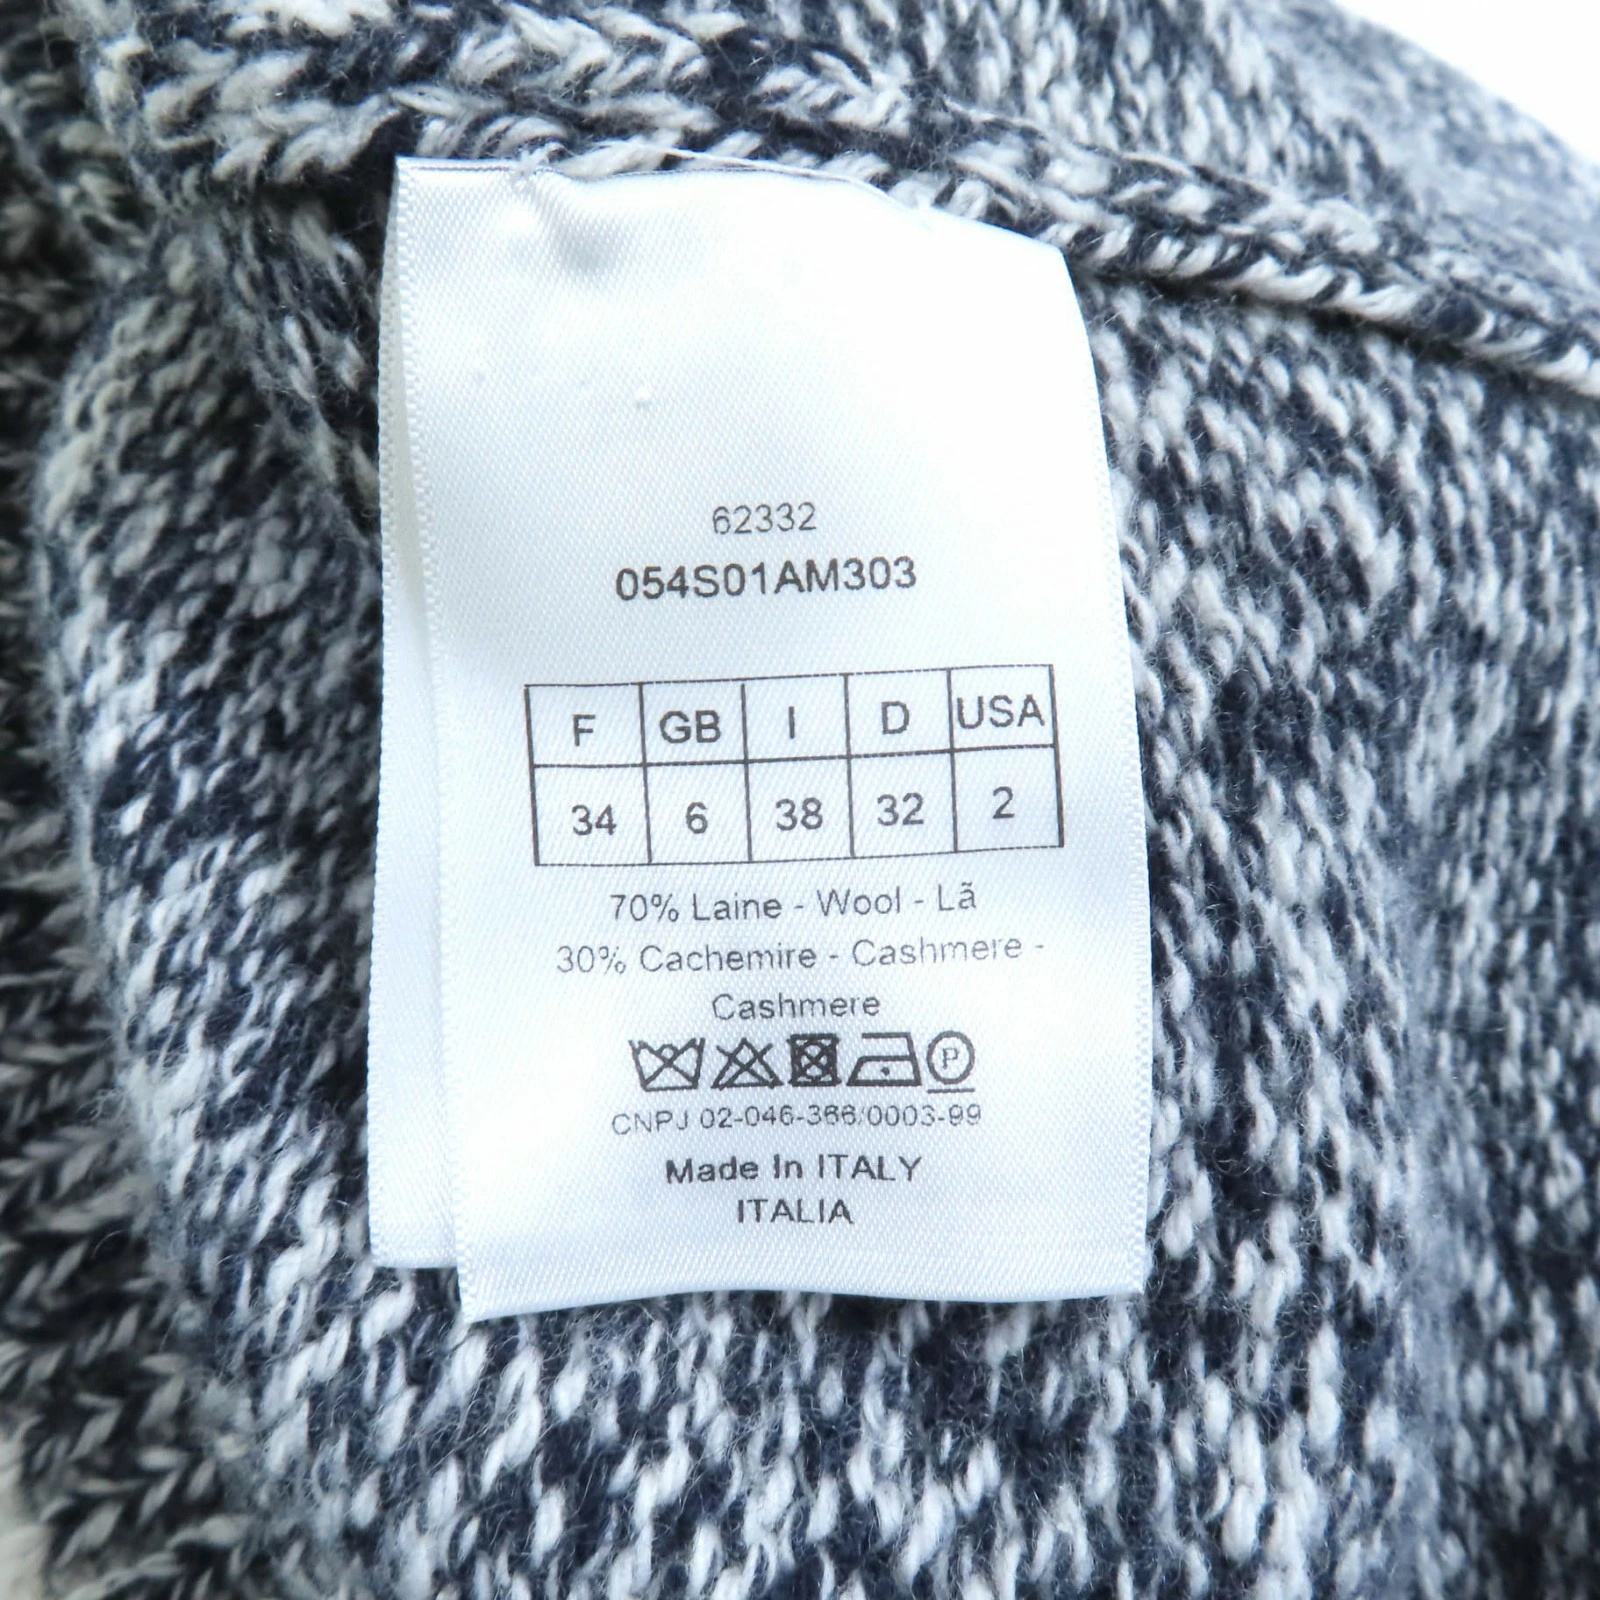 62332
054S01AM303
F GB I D USA
34 6 38 32 2
70% Laine - Wool - Lã
30% Cachemire - Cashmere -
Cashmere
P
CNPJ 02-046-366/0003-99
Made In ITALY
ITALIA